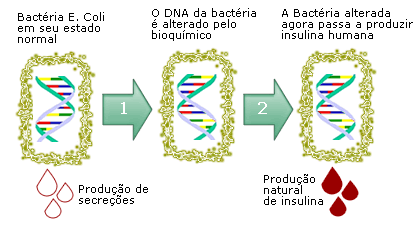 Bactéria E. Coli
em seu estado
normal
O DNA da bactéria
é alterado pelo
bioquímico
A Bactéria alterada
agora passa a produzir
insulina humana
1
2
Produção de
secreções
Produção
natural
de insulina